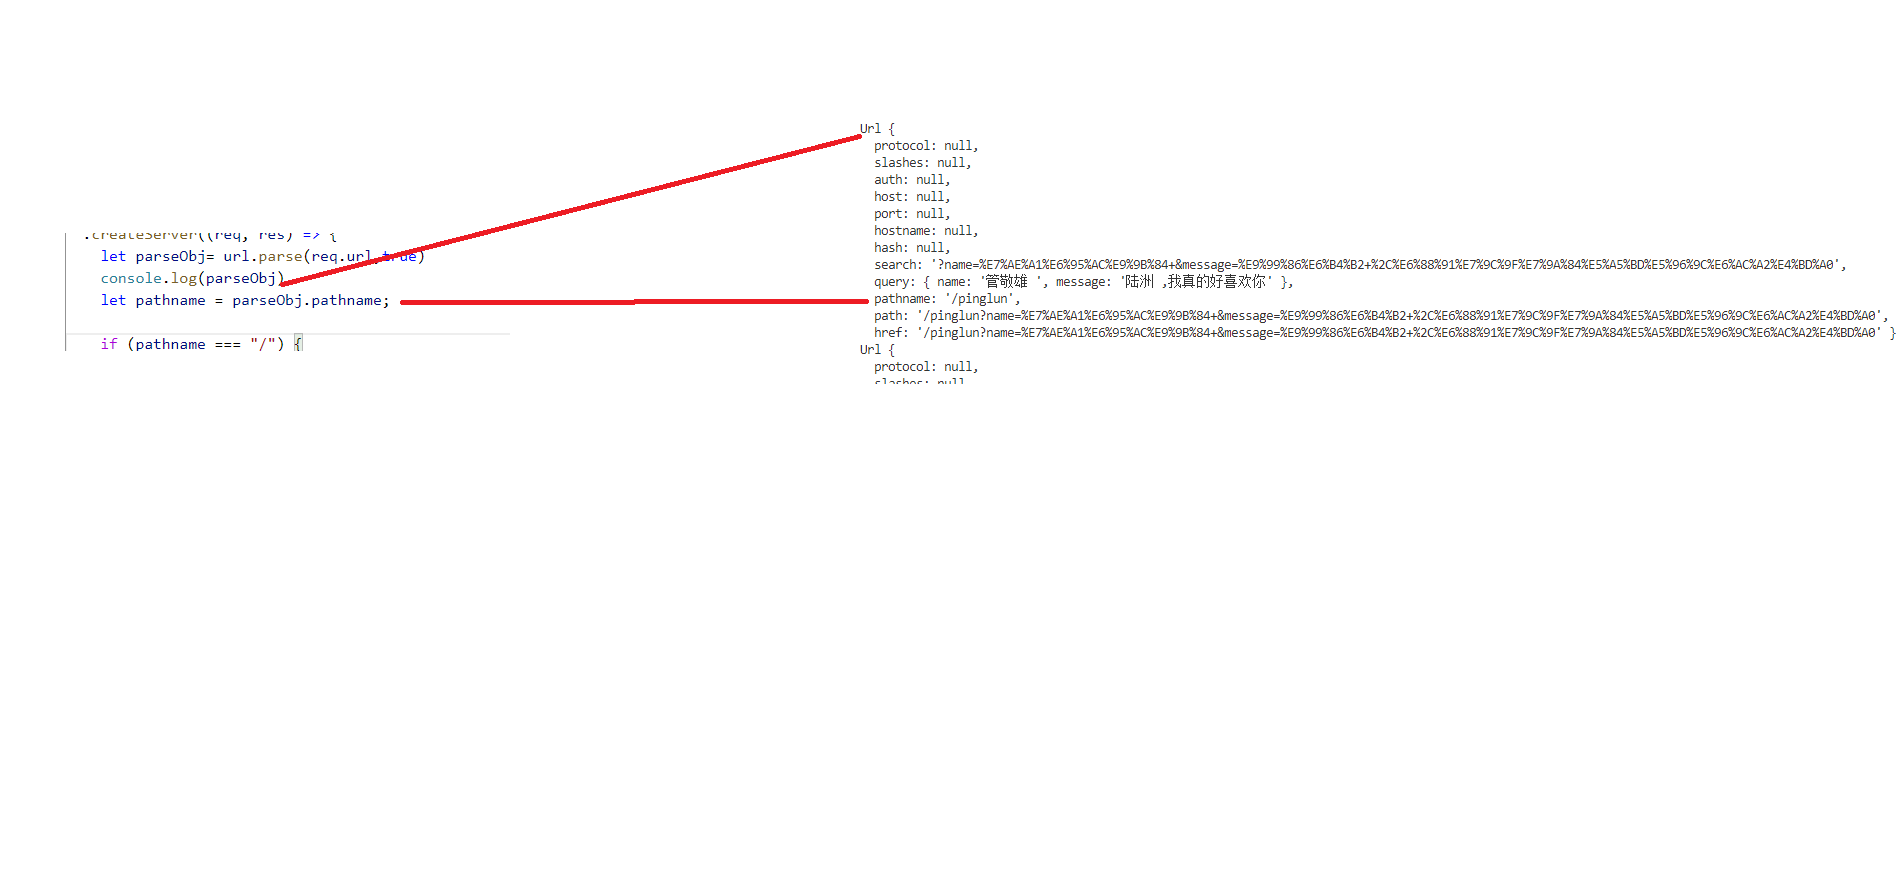 .createServer((req, res) => {
let parseObj= url.parse(req.url,true)
console.log(parseObj)
let pathname = parseObj.pathname;
if (pathname === "/") {
Url {
protocol: null,
slashes: null,
auth: null,
host: null,
port: null,
hostname: null,
hash: null,
search: '?name=%E7%AE%A1%E6%95%AC%E9%9B%84+&message=%E9%99%86%E6%B4%B2+%2C%E6%88%91%E7%9C%9F%E7%9A%84%E5%A5%BD%E5%96%9C%E6%AC%A2%E4%BD%A0',
query: { name: '管敬雄 ', message: '陆洲 ,我真的好喜欢你' },
pathname: '/pinglun',
path: '/pinglun?name=%E7%AE%A1%E6%95%AC%E9%9B%84+&message=%E9%99%86%E6%B4%B2+%2C%E6%88%91%E7%9C%9F%E7%9A%84%E5%A5%BD%E5%96%9C%E6%AC%A2%E4%BD%A0',
href: '/pinglun?name=%E7%AE%A1%E6%95%AC%E9%9B%84+&message=%E9%99%86%E6%B4%B2+%2C%E6%88%91%E7%9C%9F%E7%9A%84%E5%A5%BD%E5%96%9C%E6%AC%A2%E4%BD%A0' }
Url {
protocol: null,
slashes: null